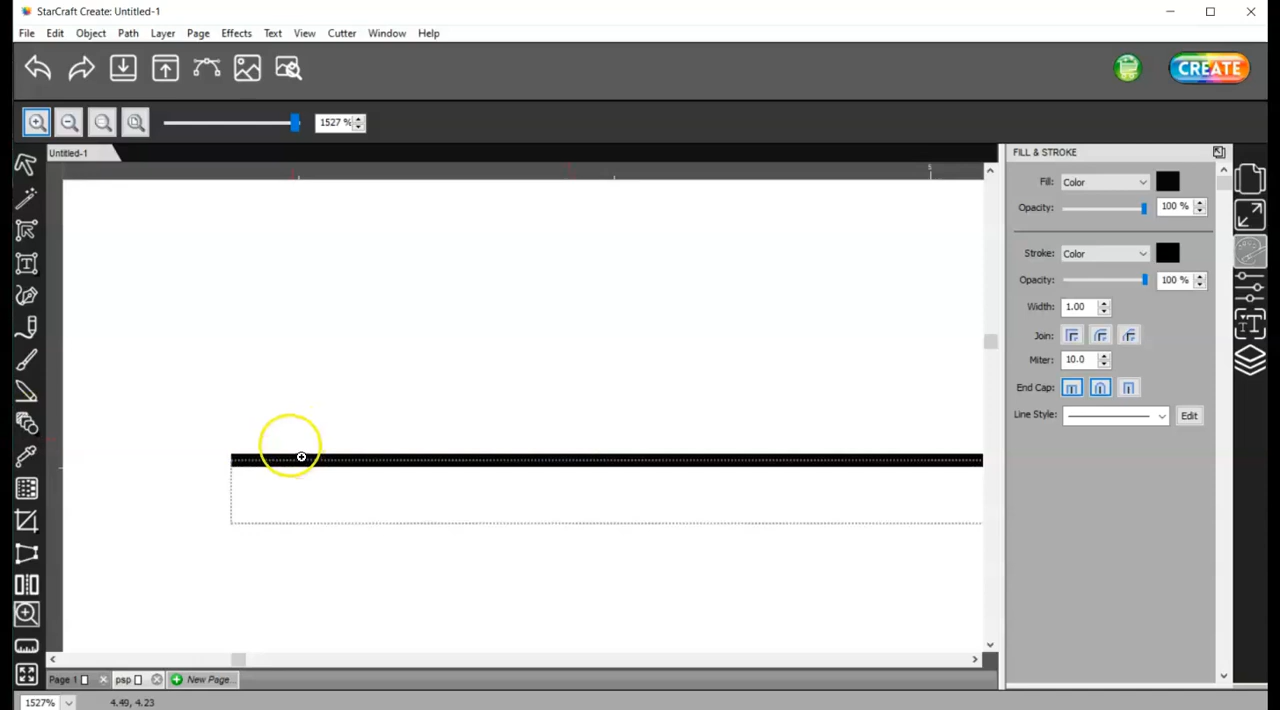 StarCraft Create: Untitled-1
File Edit Object Path Layer Page Effects Text View Cutter Window Help
CREATE
1527 %
Untitled-1
FILL & STROKE
5
Fill: Color
Opacity: 100 %
Stroke: Color
Opacity: 100 %
Width: 1.00
Join:
Miter: 10.0
End Cap:
Line Style: Edit
Page 1 psp New Page...
1527% 4.49, 4.23